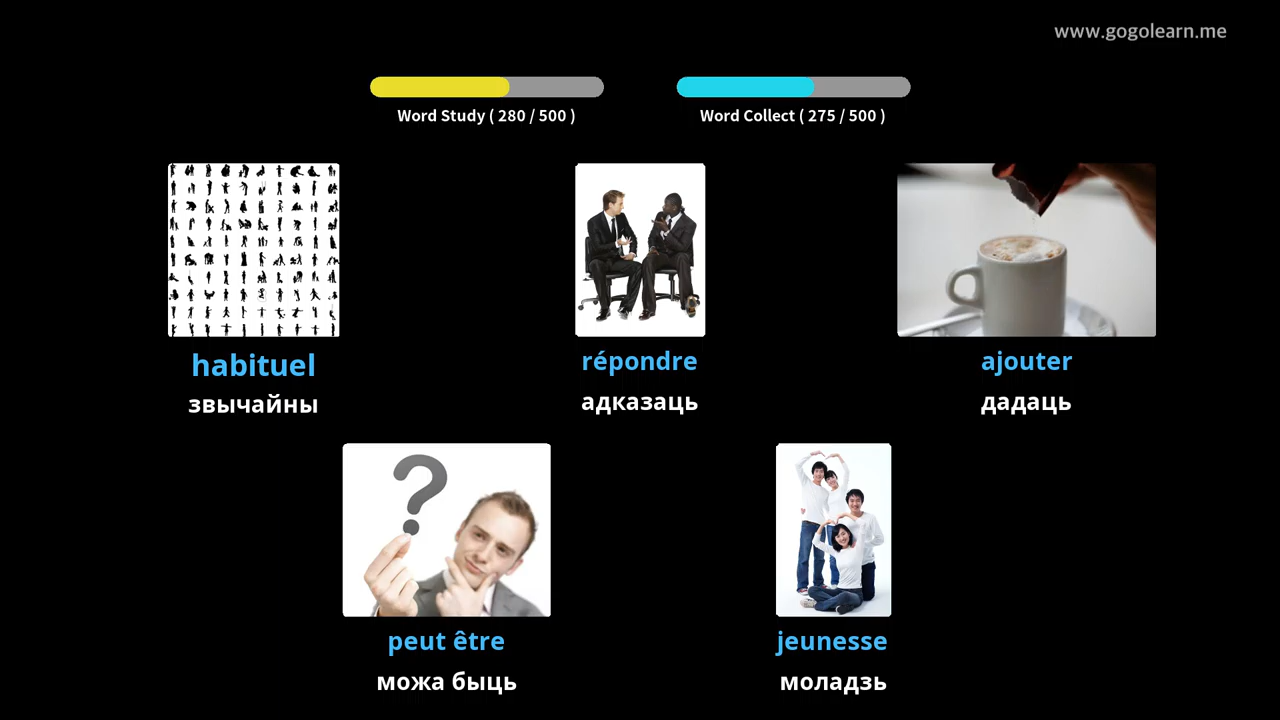 www.gogolearn.me
Word Study ( 280 / 500 )
Word Collect ( 275 / 500 )
habituel
звычайны
répondre
адказаць
ajouter
дадаць
peut être
можа быць
jeunesse
моладзь